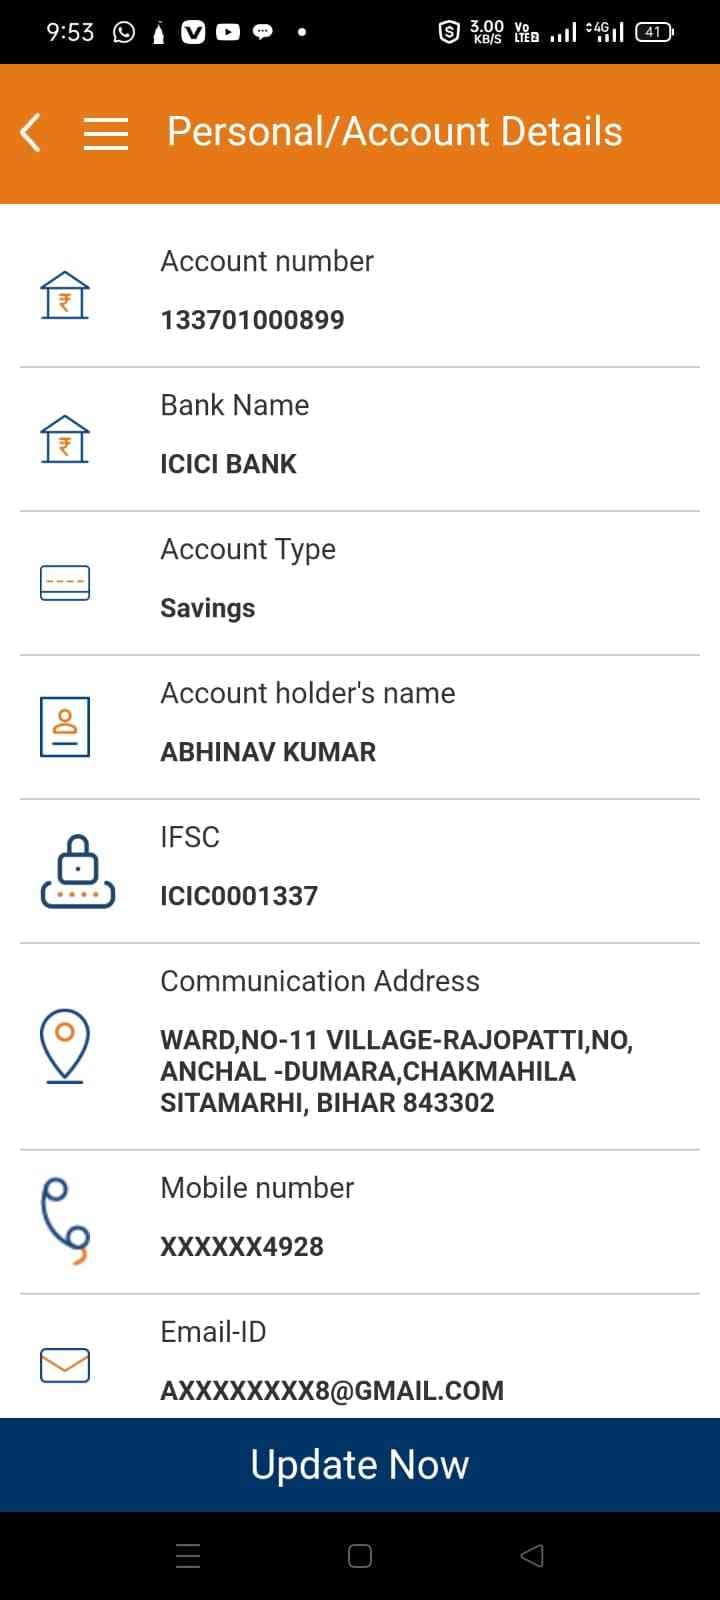 9:53
3.00 KB/S
Vo LTE2
4G
41
Personal/Account Details
Account number
133701000899
Bank Name
ICICI BANK
Account Type
Savings
Account holder's name
ABHINAV KUMAR
IFSC
ICIC0001337
Communication Address
WARD,NO-11 VILLAGE-RAJOPATTI,NO,
ANCHAL -DUMARA,CHAKMAHILA
SITAMARHI, BIHAR 843302
Mobile number
XXXXXX4928
Email-ID
AXXXXXXXX8@GMAIL.COM
Update Now